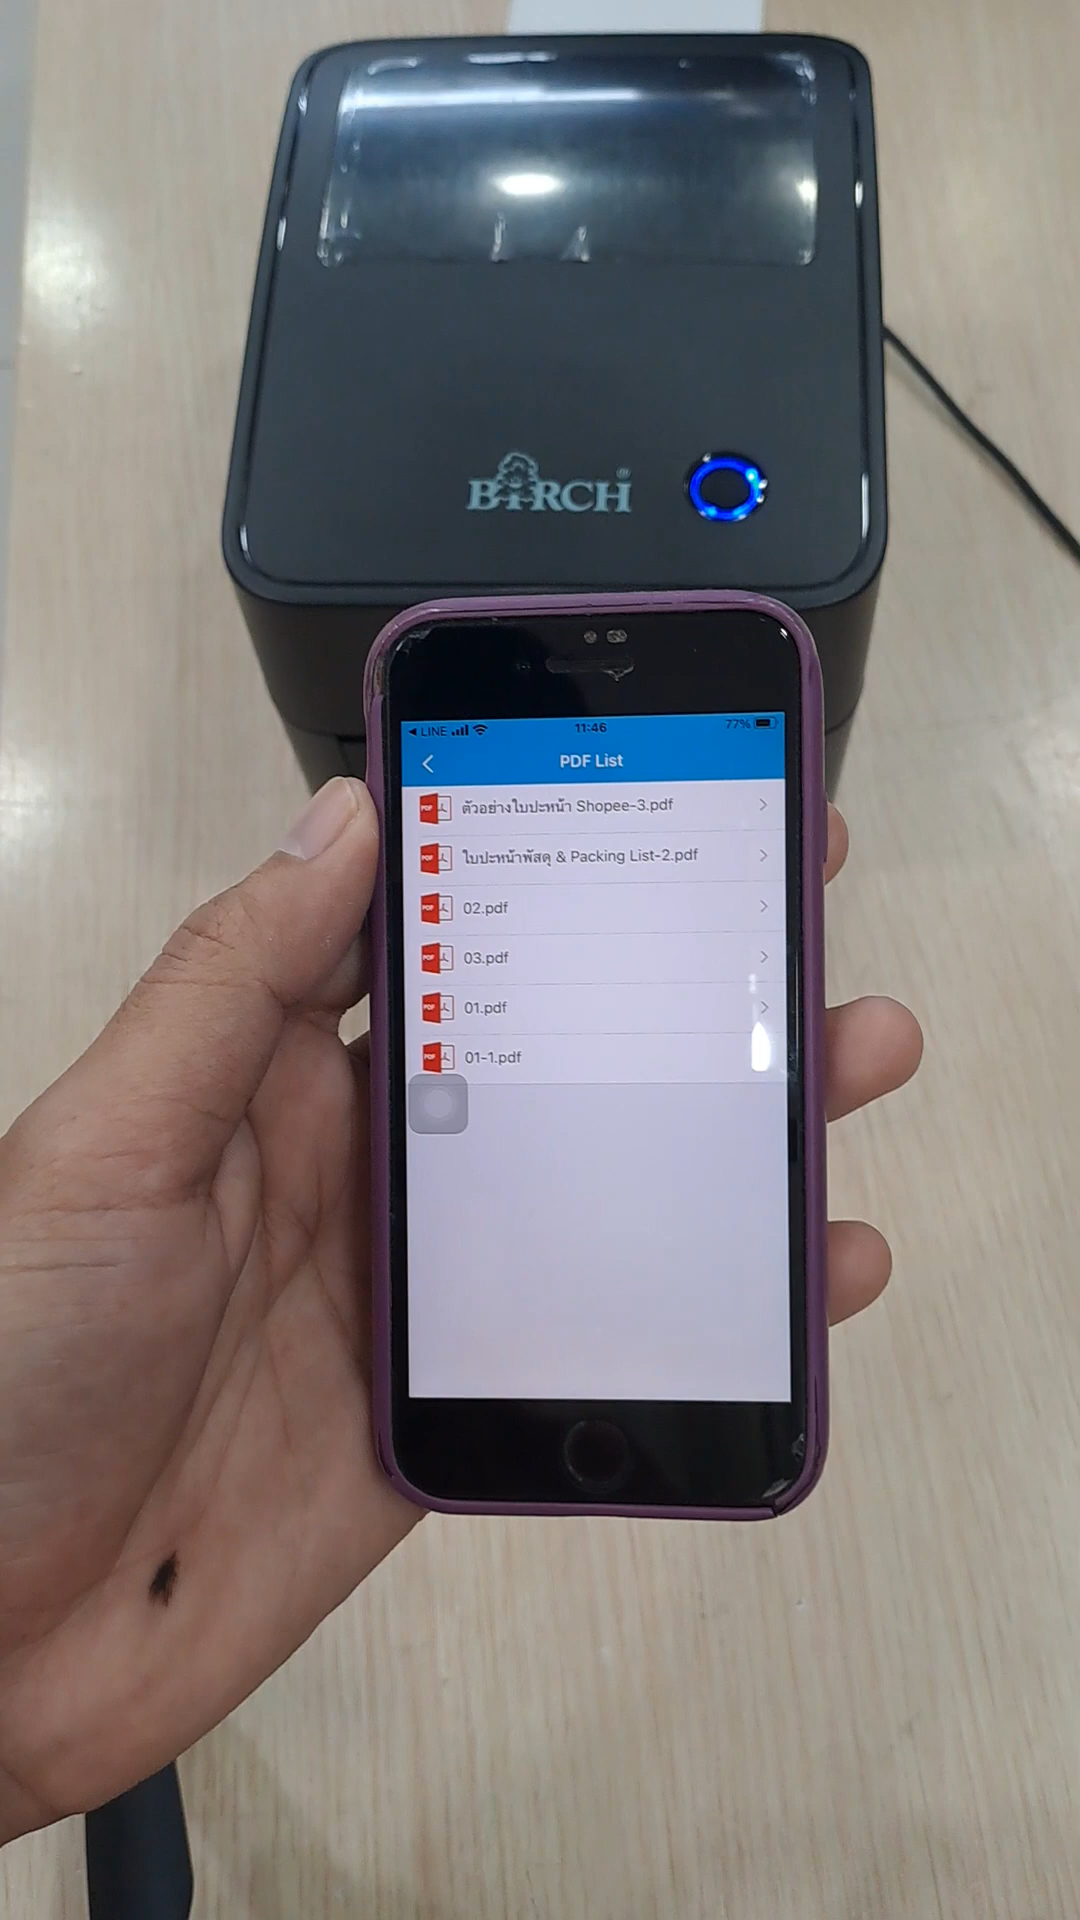 BIRCH®
◀ LINE 11:46 77%
PDF List
ตัวอย่างใบปะหน้า Shopee-3.pdf
ใบปะหน้าพัสดุ & Packing List-2.pdf
02.pdf
03.pdf
01.pdf
01-1.pdf